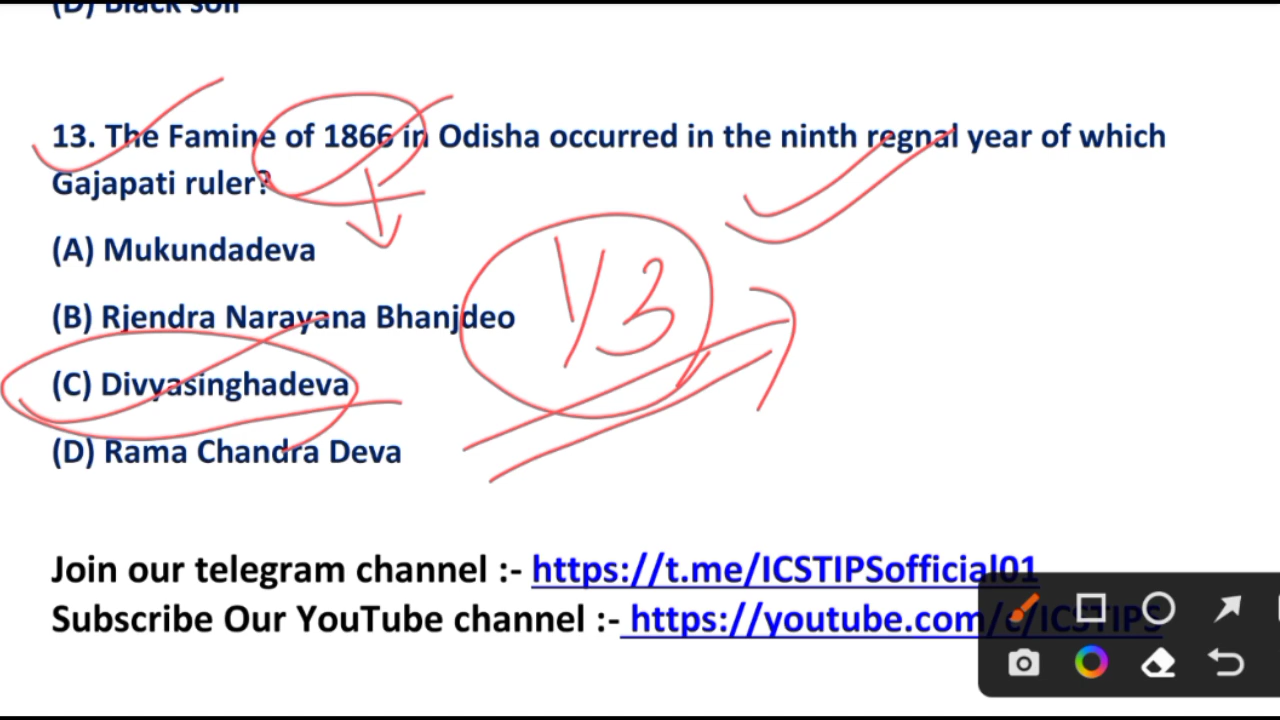 (D) Black soil
13. The Famine of 1866 in Odisha occurred in the ninth regnal year of which
Gajapati ruler?
(A) Mukundadeva
(B) Rjendra Narayana Bhanjdeo
1/3
(C) Divyasinghadeva
(D) Rama Chandra Deva
Join our telegram channel :- https://t.me/ICSTIPSofficial01
Subscribe Our YouTube channel :- https://youtube.com/c/ICSTIPS